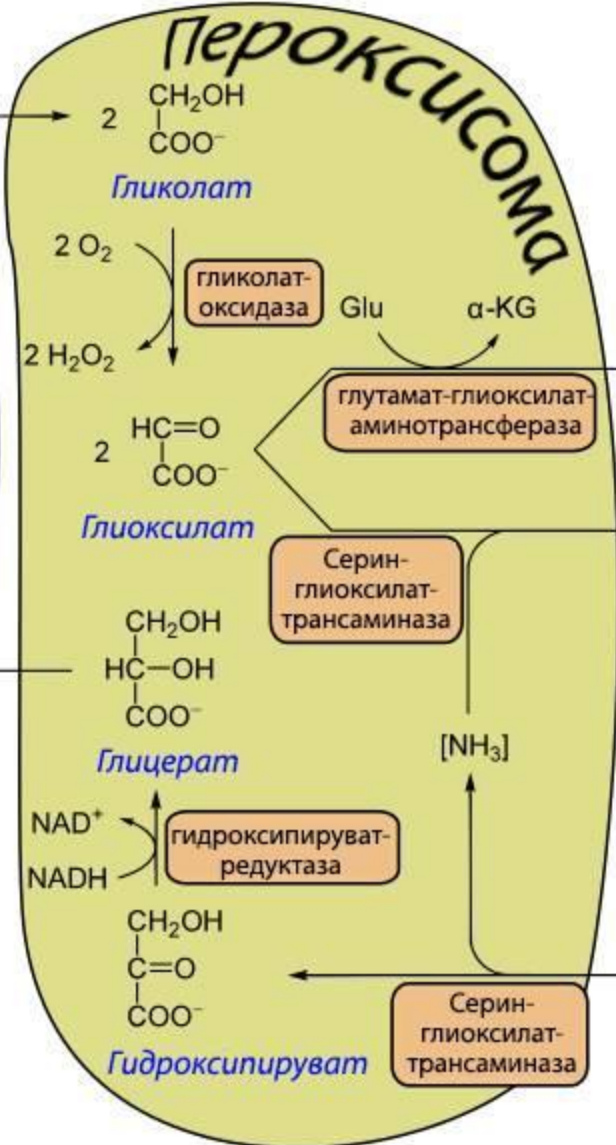 Пероксисома
2 CH₂OH
COO⁻
Гликолат
2 O₂
гликолат-
оксидаза
Glu α-KG
2 H₂O₂
глутамат-глиоксилат-
аминотрансфераза
2 HC=O
COO⁻
Глиоксилат
Серин-
глиоксилат-
трансаминаза
CH₂OH
HC—OH
COO⁻
Глицерат
[NH₃]
NAD⁺
гидроксипируват-
редуктаза
NADH
CH₂OH
C=O
COO⁻
Гидроксипируват
Серин-
глиоксилат-
трансаминаза